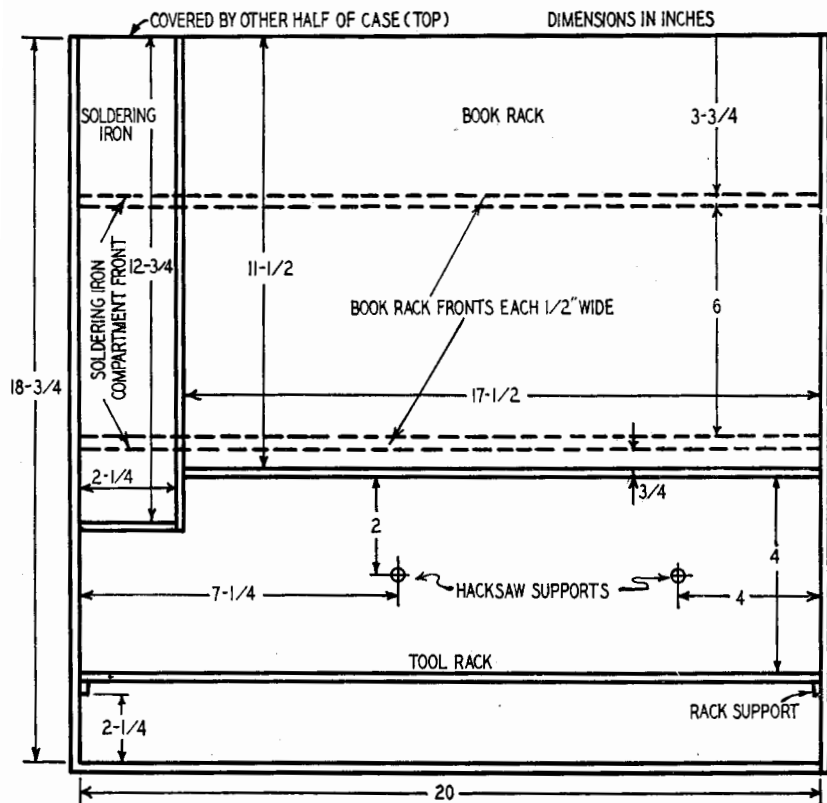 COVERED BY OTHER HALF OF CASE (TOP)
DIMENSIONS IN INCHES
SOLDERING
IRON
BOOK RACK
3-3/4
12-3/4
11-1/2
SOLDERING IRON
COMPARTMENT FRONT
BOOK RACK FRONTS EACH 1/2" WIDE
6
18-3/4
17-1/2
2-1/4
3/4
2
4
7-1/4
HACKSAW SUPPORTS
4
TOOL RACK
2-1/4
RACK SUPPORT
20